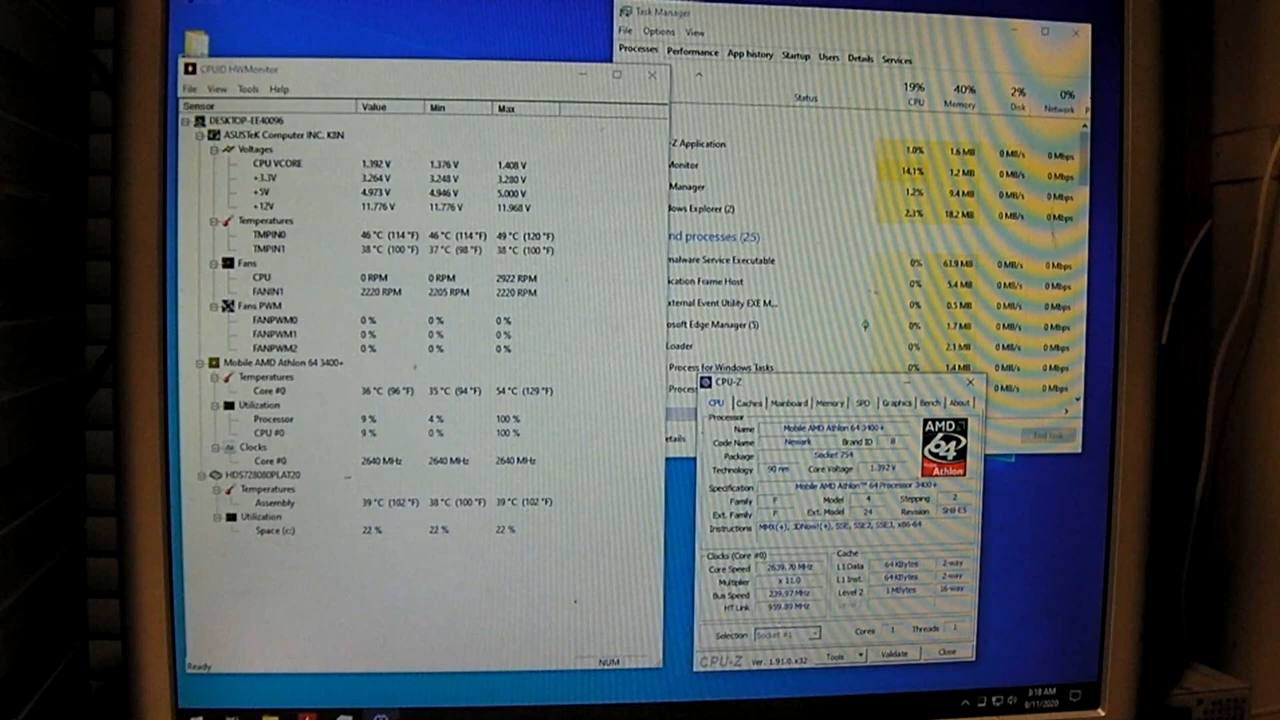 CPUID HWMonitor
File View Tools Help
Sensor Value Min Max
DESKTOP-EE40096
ASUSTeK Computer INC. K8N
Voltages
CPU VCORE 1.392 V 1.376 V 1.408 V
+3.3V 3.264 V 3.248 V 3.280 V
+5V 4.973 V 4.946 V 5.000 V
+12V 11.776 V 11.776 V 11.968 V
Temperatures
TMPIN0 46 °C (114 °F) 46 °C (114 °F) 49 °C (120 °F)
TMPIN1 38 °C (100 °F) 37 °C (98 °F) 38 °C (100 °F)
Fans
CPU 0 RPM 0 RPM 2922 RPM
FANIN1 2220 RPM 2205 RPM 2220 RPM
Fans PWM
FANPWM0 0 % 0 % 0 %
FANPWM1 0 % 0 % 0 %
FANPWM2 0 % 0 % 0 %
Mobile AMD Athlon 64 3400+
Temperatures
Core #0 36 °C (96 °F) 35 °C (94 °F) 54 °C (129 °F)
Utilization
Processor 9 % 4 % 100 %
CPU #0 9 % 0 % 100 %
Clocks
Core #0 2640 MHz 2640 MHz 2640 MHz
HDS728080PLAT20
Temperatures
Assembly 39 °C (102 °F) 38 °C (100 °F) 39 °C (102 °F)
Utilization
Space (c:) 22 % 22 % 22 %
Ready NUM
Task Manager
File Options View
Processes Performance App history Startup Users Details Services
19% 40% 2% 0%
Status CPU Memory Disk Network P
-Z Application 1.0% 1.6 MB 0 MB/s 0 Mbps
Monitor 14.1% 1.2 MB 0 MB/s 0 Mbps
Manager 1.2% 9.4 MB 0 MB/s 0 Mbps
ows Explorer (2) 2.3% 18.2 MB 0 MB/s 0 Mbps
nd processes (25)
malware Service Executable 0% 63.9 MB 0 MB/s 0 Mbps
ication Frame Host 0% 5.4 MB 0 MB/s 0 Mbps
xternal Event Utility EXE M... 0% 0.5 MB 0 MB/s 0 Mbps
osoft Edge Manager (5) 0% 1.7 MB 0 MB/s 0 Mbps
Loader 0% 2.1 MB 0 MB/s 0 Mbps
Process for Windows Tasks 0% 1.4 MB 0 MB/s 0 Mbps
Proces 0 MB/s 0 Mbps
etails End task
CPU-Z
CPU Caches Mainboard Memory SPD Graphics Bench About
Processor
Name Mobile AMD Athlon 64 3400+
Code Name Newark Brand ID 8
Package Socket 754
Technology 90 nm Core Voltage 1.392 V
AMD
64
Athlon
Specification Mobile AMD Athlon™ 64 Processor 3400+
Family F Model 4 Stepping 2
Ext. Family F Ext. Model 24 Revision SH8-E5
Instructions MMX(+), 3DNow!(+), SSE, SSE2, SSE3, x86-64
Clocks (Core #0) Cache
Core Speed 2639.70 MHz L1 Data 64 KBytes 2-way
Multiplier x 11.0 L1 Inst. 64 KBytes 2-way
Bus Speed 239.97 MHz Level 2 1 MBytes 16-way
HT Link 959.89 MHz
Selection Socket #1 Cores 1 Threads 1
CPU-Z Ver. 1.91.0.x32 Tools Validate Close
3:18 AM
6/11/2020